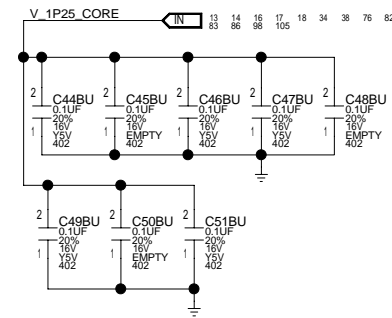 V_1P25_CORE
IN
13 14 16 17 18 34 38 76 82
83 86 98 105
2
1
C44BU
0.1UF
20%
16V
Y5V
402
2
1
C45BU
0.1UF
20%
16V
EMPTY
402
2
1
C46BU
0.1UF
20%
16V
Y5V
402
2
1
C47BU
0.1UF
20%
16V
Y5V
402
2
1
C48BU
0.1UF
20%
16V
EMPTY
402
2
1
C49BU
0.1UF
20%
16V
Y5V
402
2
1
C50BU
0.1UF
20%
16V
EMPTY
402
2
1
C51BU
0.1UF
20%
16V
Y5V
402